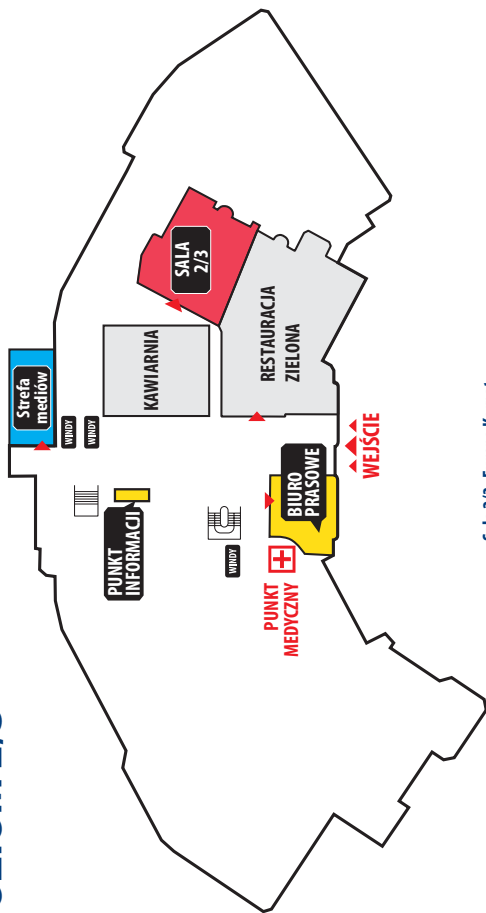 Strefa
mediów
WINDY
WINDY
PUNKT
INFORMACJI
KAWIARNIA
SALA
2/3
WINDY
RESTAURACJA
ZIELONA
PUNKT
MEDYCZNY
BIURO
PRASOWE
WEJŚCIE